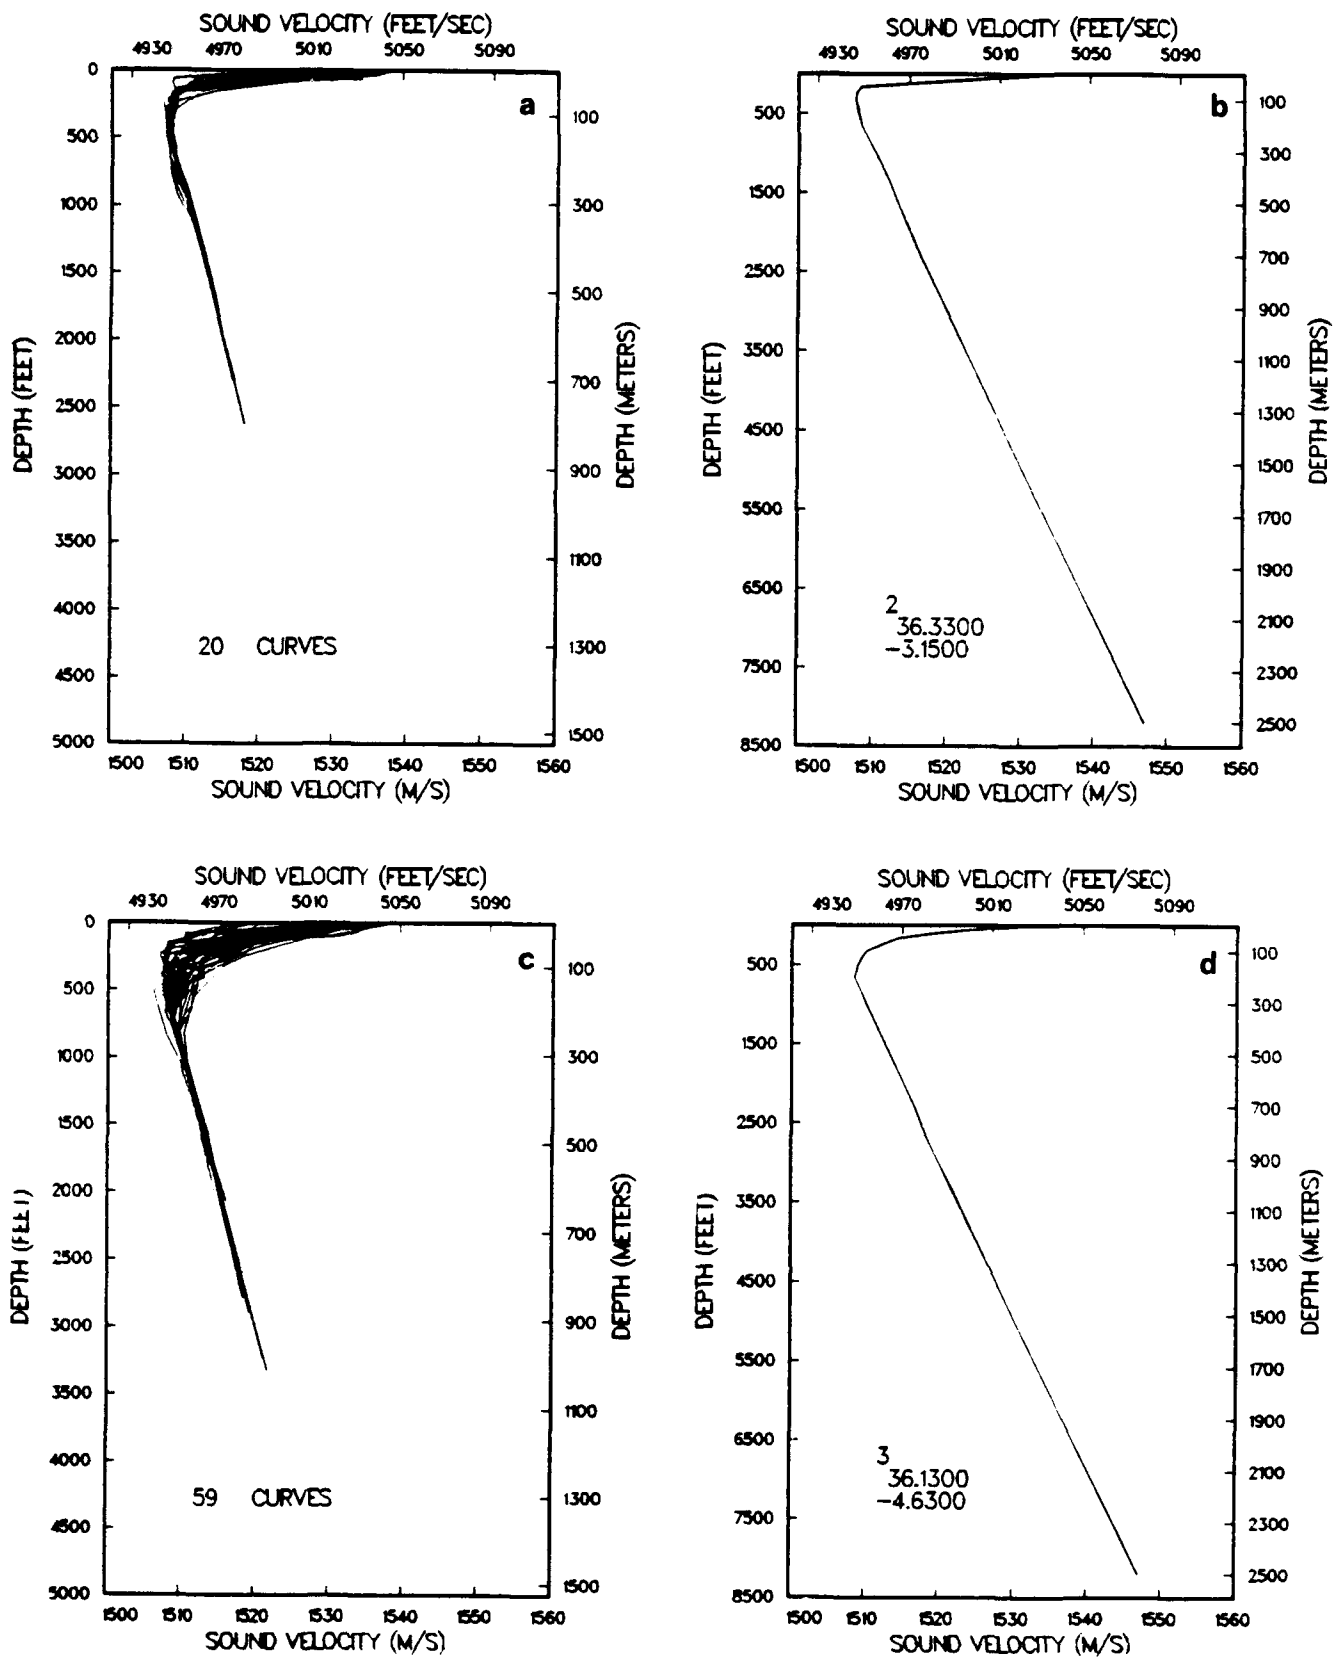 SOUND VELOCITY (FEET/SEC)
4930 4970 5010 5050 5090
0
500
1000
1500
2000
2500
3000
3500
4000
4500
5000
DEPTH (FEET)
a
20 CURVES
100
300
500
700
900
1100
1300
1500
DEPTH (METERS)
1500 1510 1520 1530 1540 1550 1560
SOUND VELOCITY (M/S)
SOUND VELOCITY (FEET/SEC)
4930 4970 5010 5050 5090
500
1500
2500
3500
4500
5500
6500
7500
8500
DEPTH (FEET)
b
2
36.3300
-3.1500
100
300
500
700
900
1100
1300
1500
1700
1900
2100
2300
2500
DEPTH (METERS)
1500 1510 1520 1530 1540 1550 1560
SOUND VELOCITY (M/S)
SOUND VELOCITY (FEET/SEC)
4930 4970 5010 5050 5090
0
500
1000
1500
2000
2500
3000
3500
4000
4500
5000
DEPTH (FEET)
c
59 CURVES
100
300
500
700
900
1100
1300
1500
DEPTH (METERS)
1500 1510 1520 1530 1540 1550 1560
SOUND VELOCITY (M/S)
SOUND VELOCITY (FEET/SEC)
4930 4970 5010 5050 5090
500
1500
2500
3500
4500
5500
6500
7500
8500
DEPTH (FEET)
d
3
36.1300
-4.6300
100
300
500
700
900
1100
1300
1500
1700
1900
2100
2300
2500
DEPTH (METERS)
1500 1510 1520 1530 1540 1550 1560
SOUND VELOCITY (M/S)